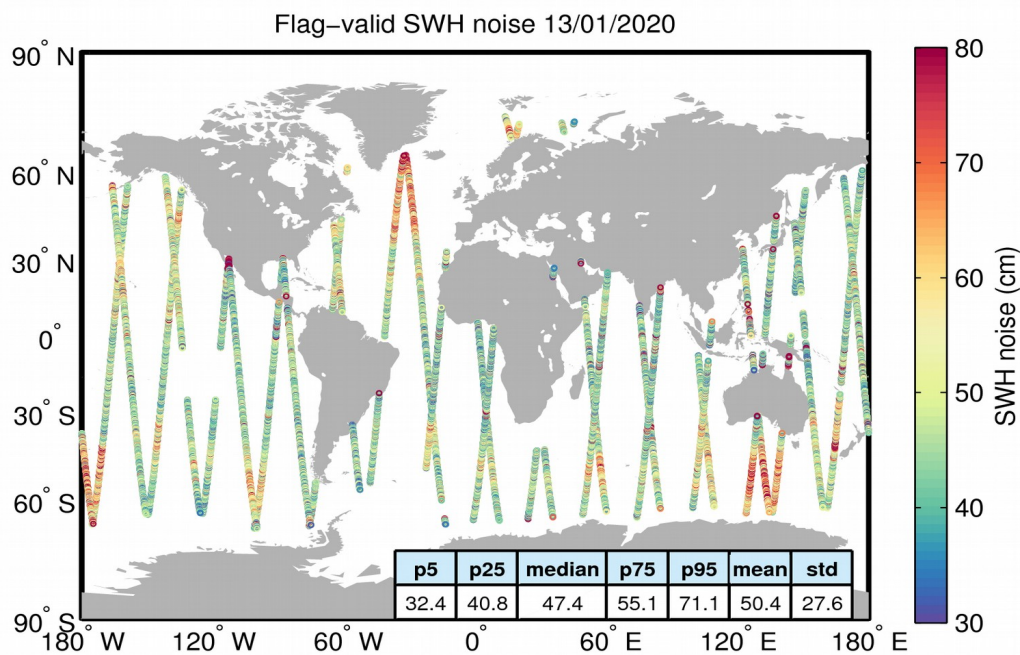 Flag−valid SWH noise 13/01/2020
90° N
60° N
30° N
0°
30° S
60° S
90° S
180° W
120° W
60° W
0°
60° E
120° E
180° E
p5 p25 median p75 p95 mean std
32.4 40.8 47.4 55.1 71.1 50.4 27.6
80
70
60
50
40
30
SWH noise (cm)